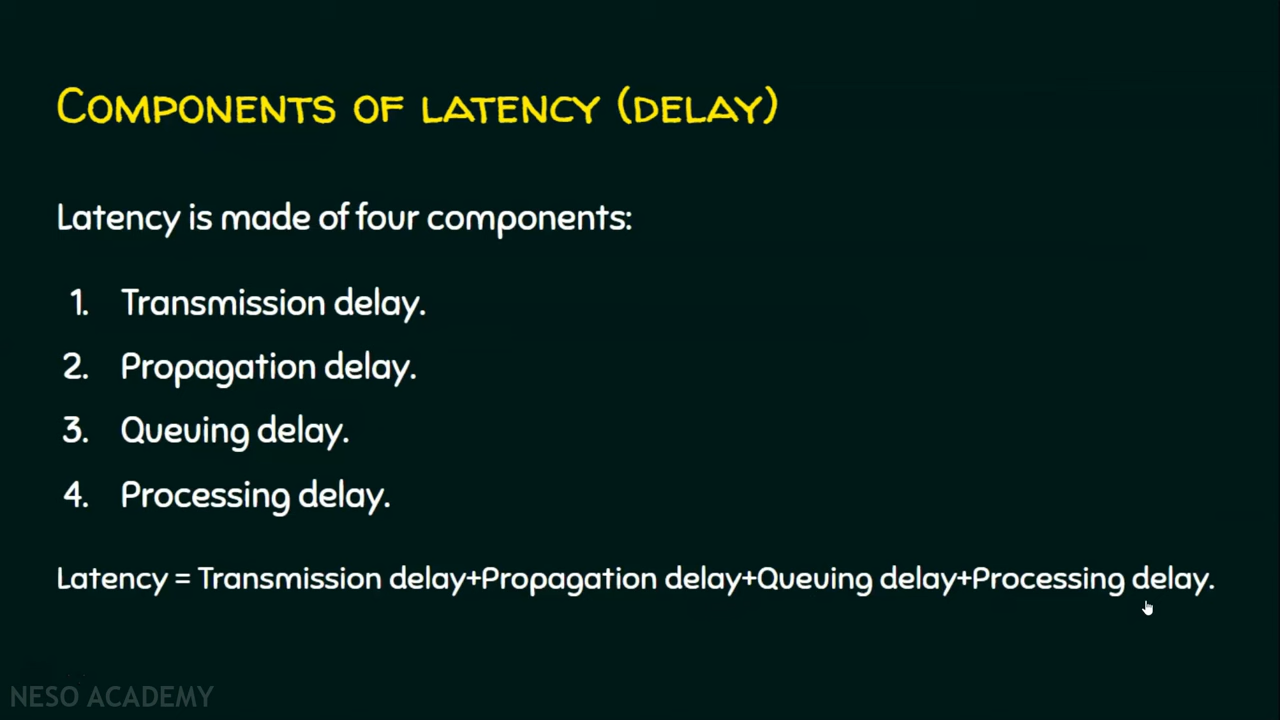 Components of latency (delay)
Latency is made of four components:
1. Transmission delay.
2. Propagation delay.
3. Queuing delay.
4. Processing delay.
Latency = Transmission delay+Propagation delay+Queuing delay+Processing delay.
NESO ACADEMY